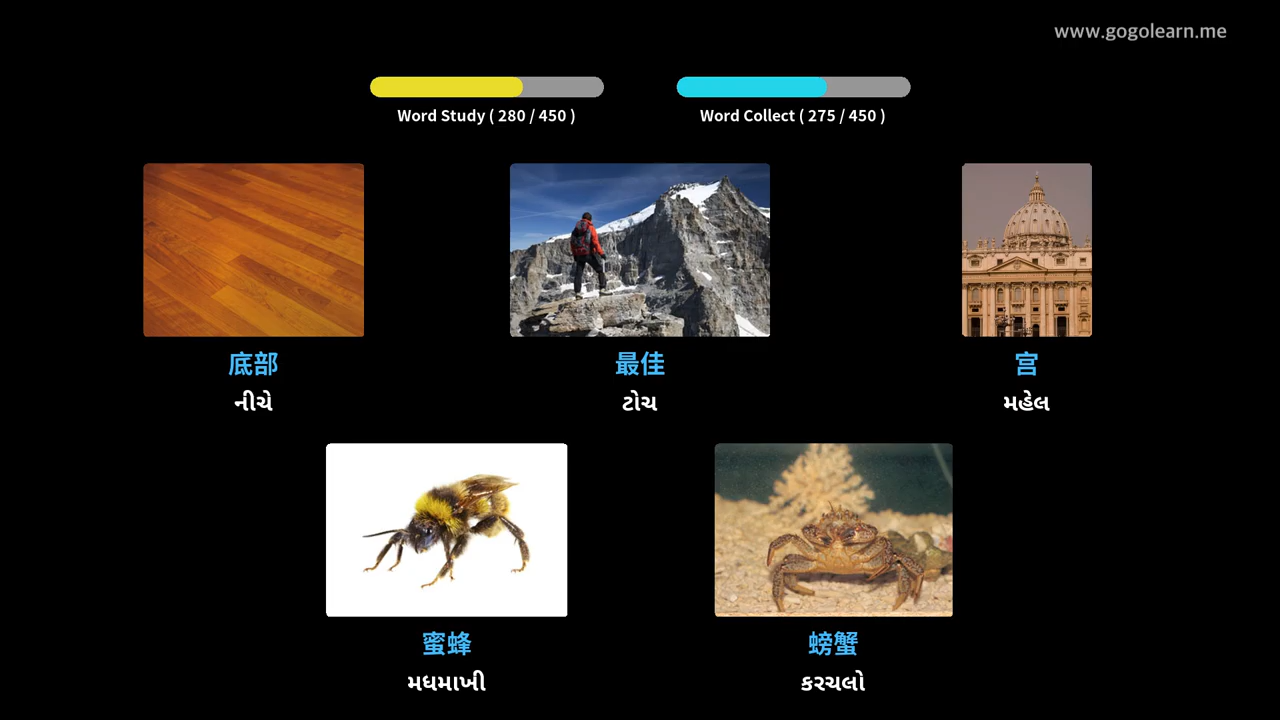 www.gogolearn.me
Word Study ( 280 / 450 )
Word Collect ( 275 / 450 )
底部
નીચે
最佳
ટોચ
宫
મહેલ
蜜蜂
મધમાખી
螃蟹
કરચલો